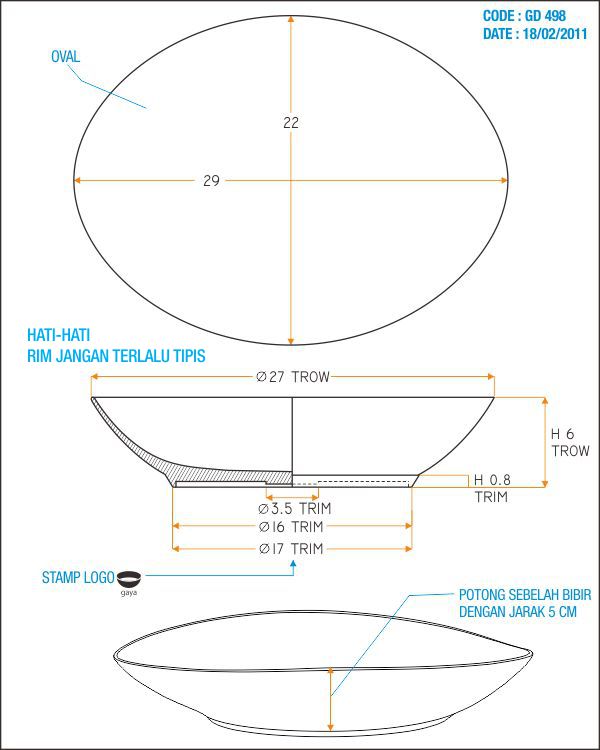 CODE : GD 498
DATE : 18/02/2011
OVAL
22
29
HATI-HATI
RIM JANGAN TERLALU TIPIS
Ø27 TROW
H 6
TROW
H 0.8
TRIM
Ø3.5 TRIM
Ø16 TRIM
Ø17 TRIM
STAMP LOGO
gaya
POTONG SEBELAH BIBIR
DENGAN JARAK 5 CM